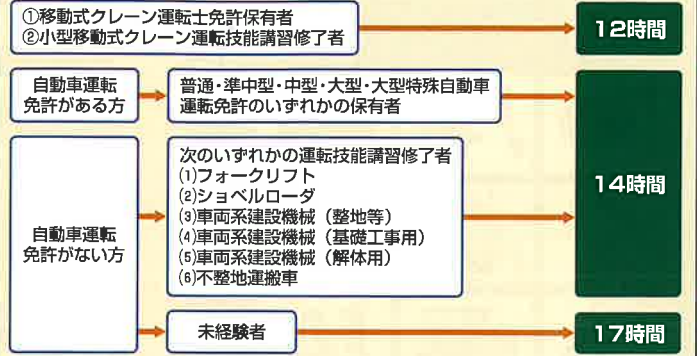 ①移動式クレーン運転士免許保有者
②小型移動式クレーン運転技能講習修了者
12時間
自動車運転
免許がある方
普通・準中型・中型・大型・大型特殊自動車
運転免許のいずれかの保有者
14時間
自動車運転
免許がない方
次のいずれかの運転技能講習修了者
⑴フォークリフト
⑵ショベルローダ
⑶車両系建設機械（整地等）
⑷車両系建設機械（基礎工事用）
⑸車両系建設機械（解体用）
⑹不整地運搬車
未経験者
17時間